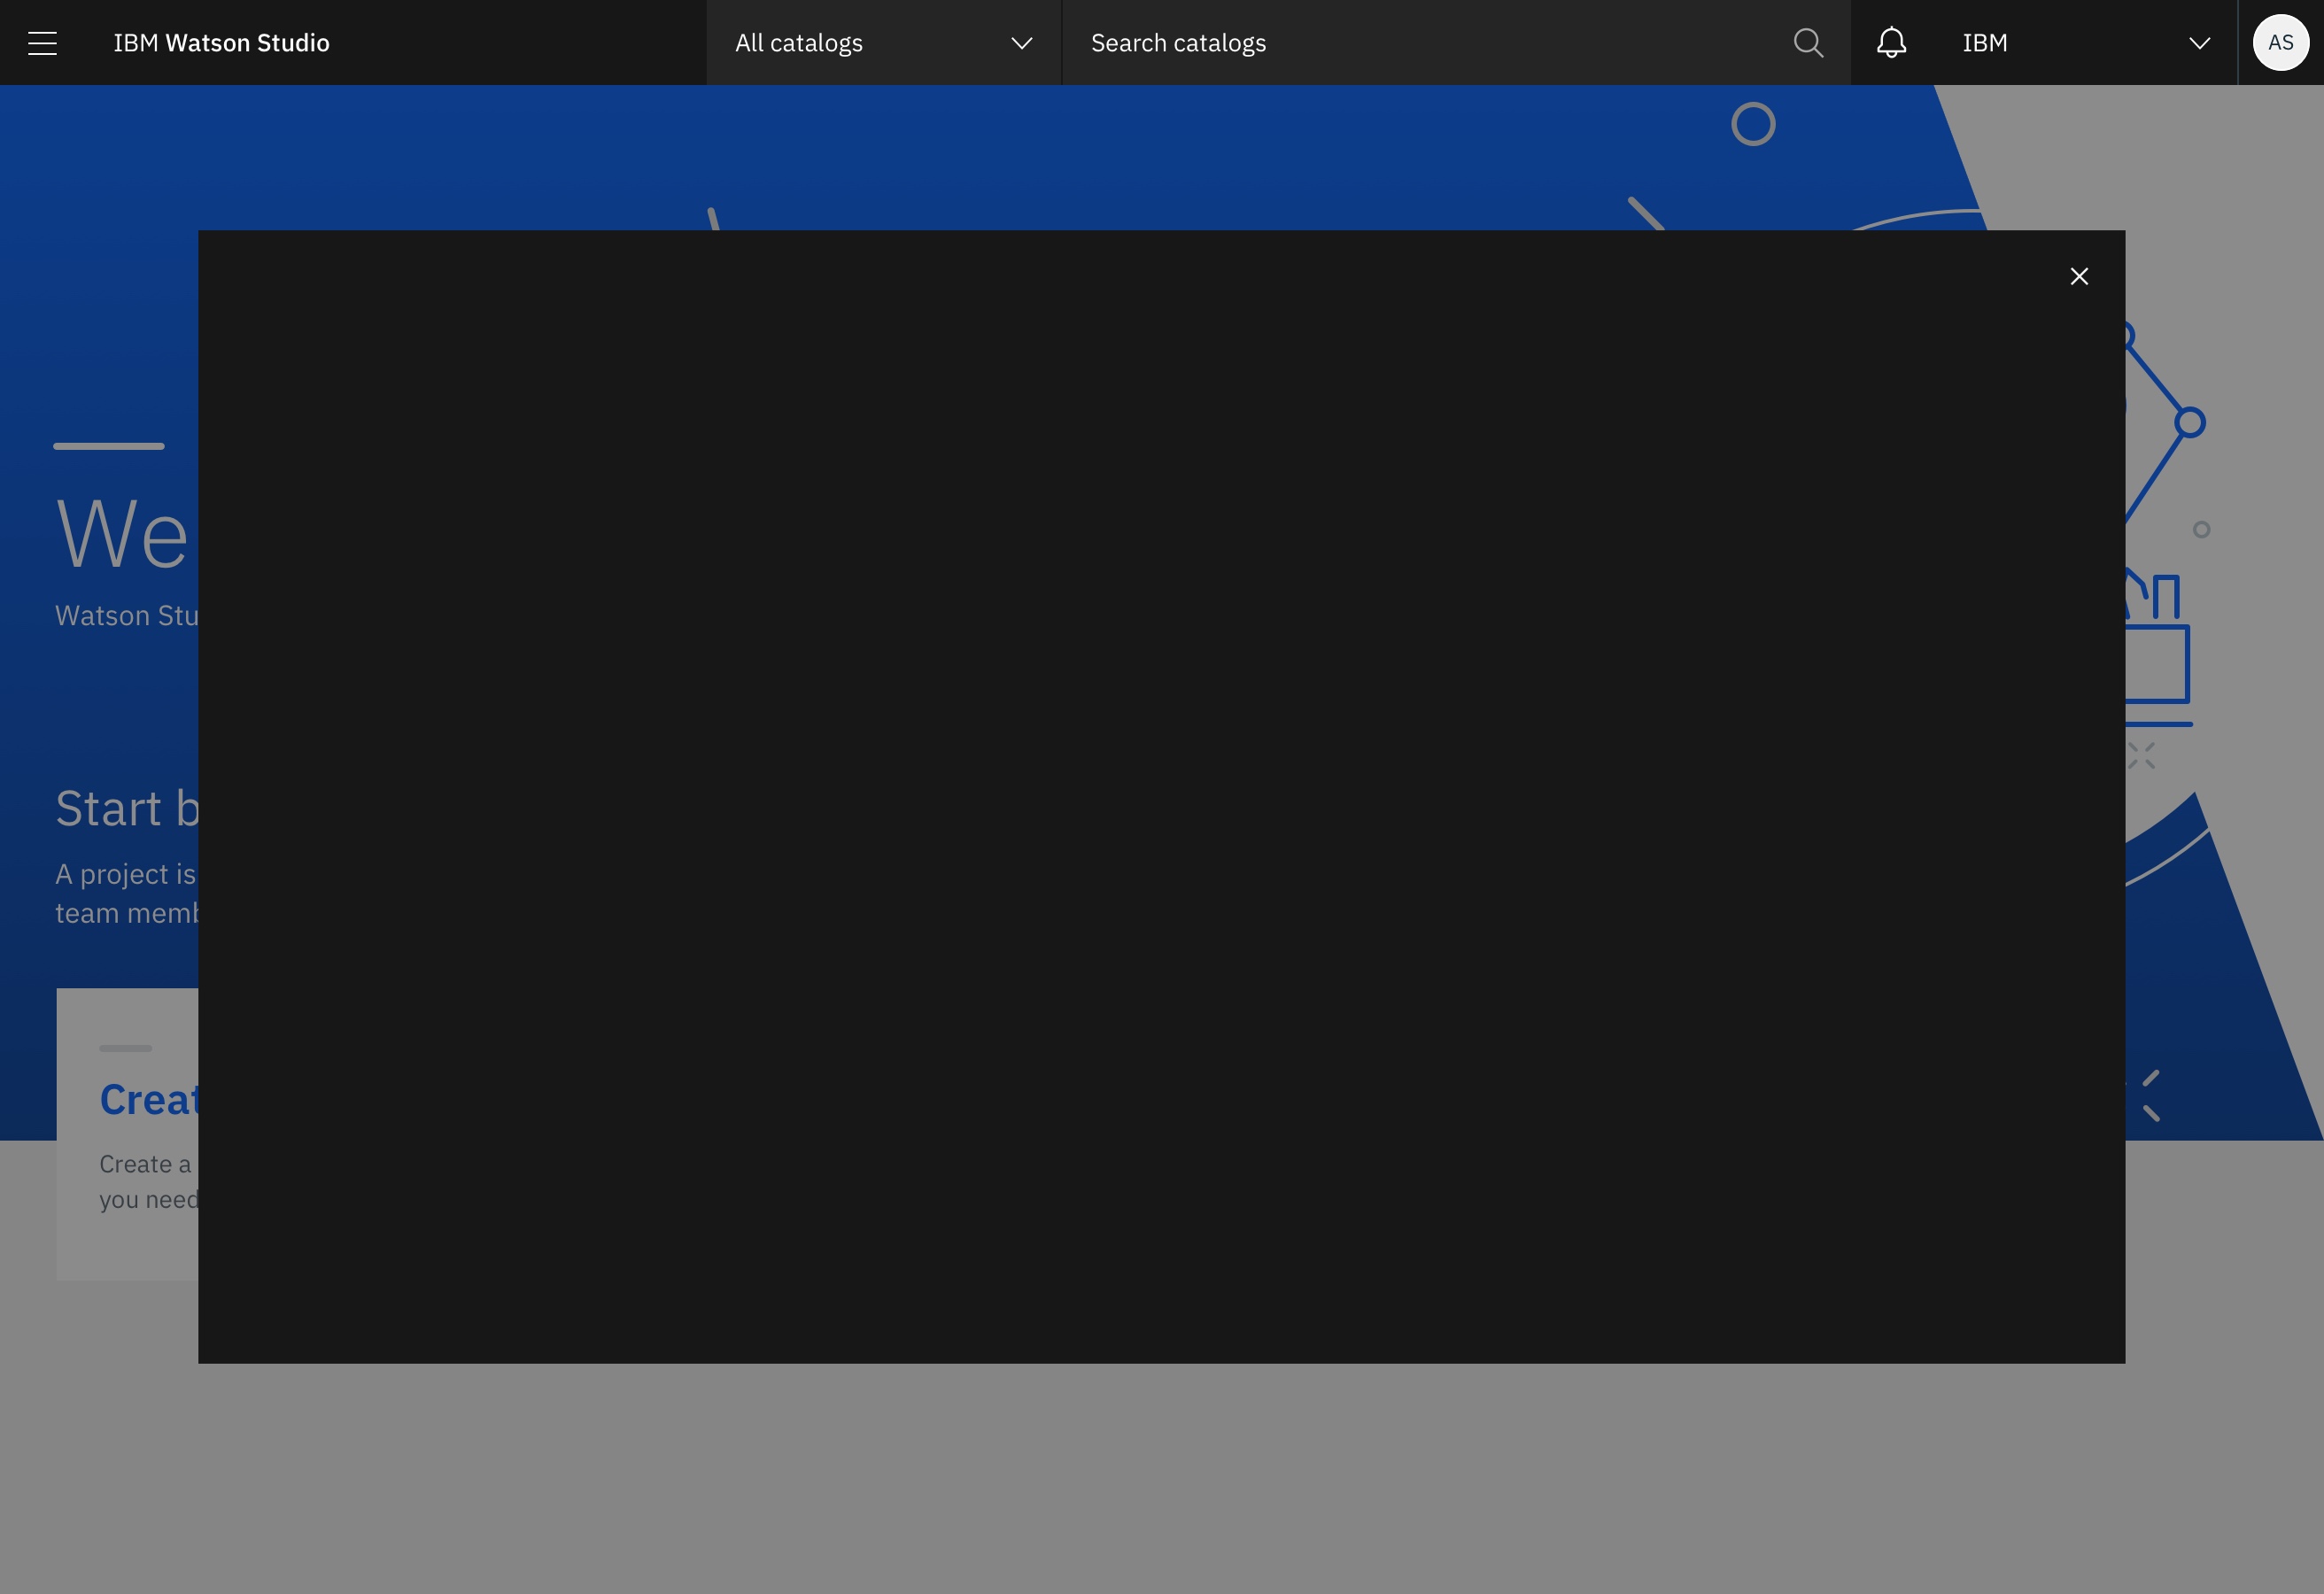 IBM Watson Studio
All catalogs
Search catalogs
IBM
AS
We
Watson Stu
Start b
A project is
team memb
Creat
Create a
you need